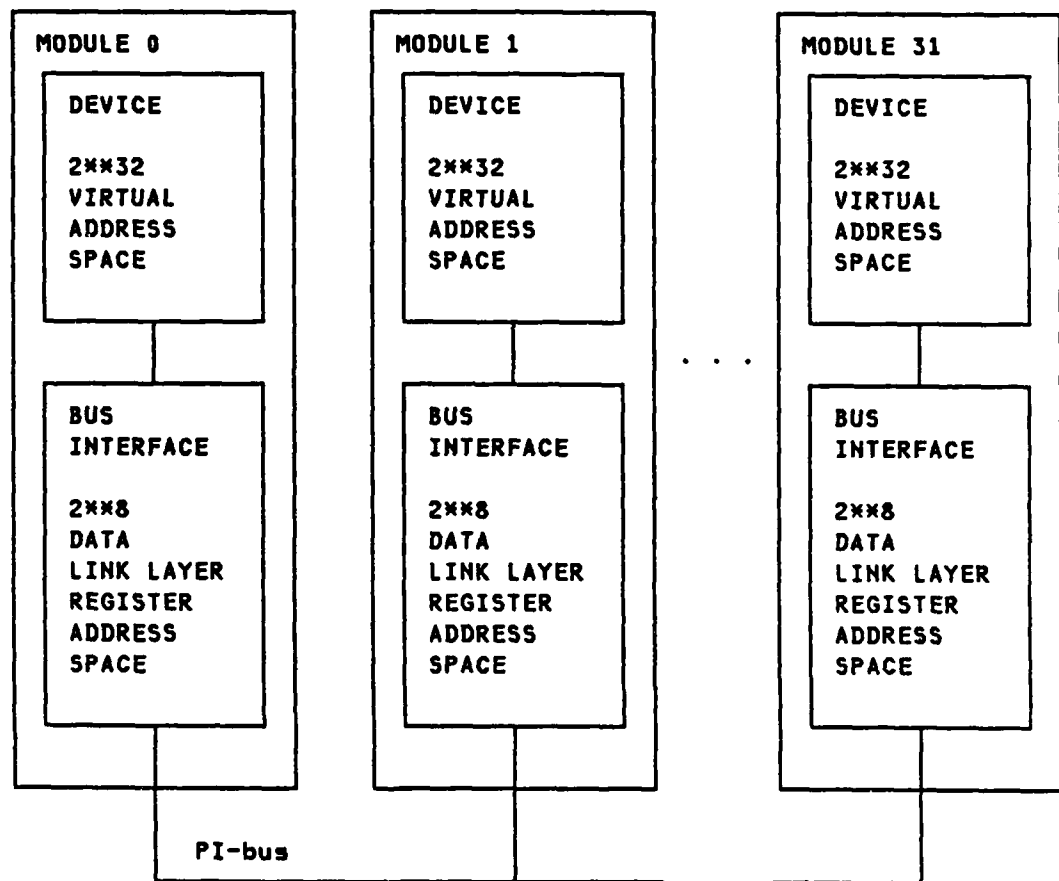 MODULE 0
DEVICE
2**32
VIRTUAL
ADDRESS
SPACE
BUS
INTERFACE
2**8
DATA
LINK LAYER
REGISTER
ADDRESS
SPACE
MODULE 1
DEVICE
2**32
VIRTUAL
ADDRESS
SPACE
BUS
INTERFACE
2**8
DATA
LINK LAYER
REGISTER
ADDRESS
SPACE
. . .
MODULE 31
DEVICE
2**32
VIRTUAL
ADDRESS
SPACE
BUS
INTERFACE
2**8
DATA
LINK LAYER
REGISTER
ADDRESS
SPACE
PI-bus